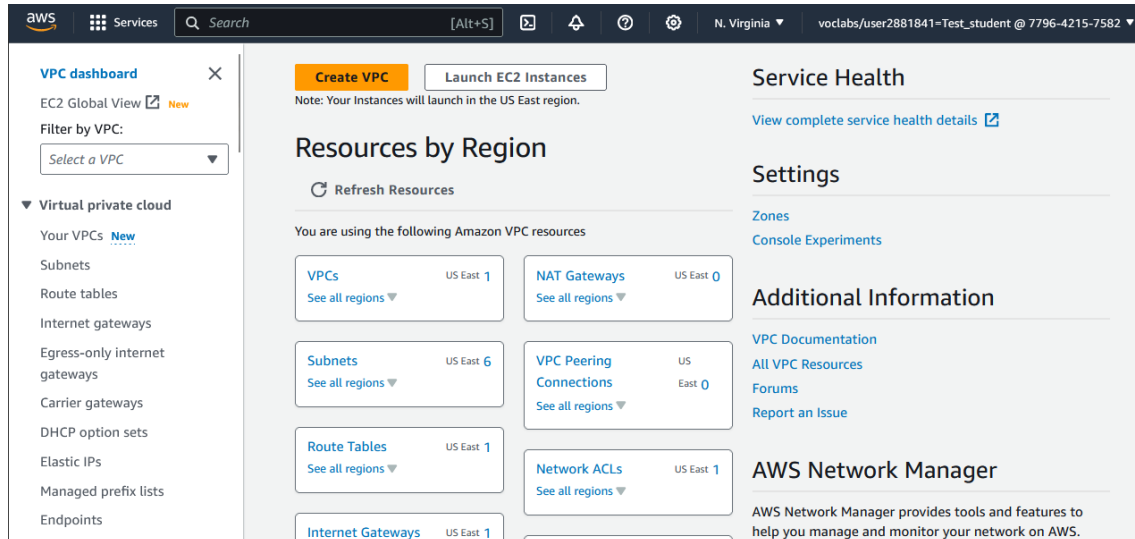 aws
Services
Search
[Alt+S]
N. Virginia
voclabs/user2881841=Test_student @ 7796-4215-7582
VPC dashboard
EC2 Global View New
Filter by VPC:
Select a VPC
Virtual private cloud
Your VPCs New
Subnets
Route tables
Internet gateways
Egress-only internet
gateways
Carrier gateways
DHCP option sets
Elastic IPs
Managed prefix lists
Endpoints
Create VPC
Launch EC2 Instances
Note: Your Instances will launch in the US East region.
Resources by Region
Refresh Resources
You are using the following Amazon VPC resources
VPCs US East 1
See all regions
NAT Gateways US East 0
See all regions
Subnets US East 6
See all regions
VPC Peering US
Connections East 0
See all regions
Route Tables US East 1
See all regions
Network ACLs US East 1
See all regions
Internet Gateways US East 1
Service Health
View complete service health details
Settings
Zones
Console Experiments
Additional Information
VPC Documentation
All VPC Resources
Forums
Report an Issue
AWS Network Manager
AWS Network Manager provides tools and features to
help you manage and monitor your network on AWS.